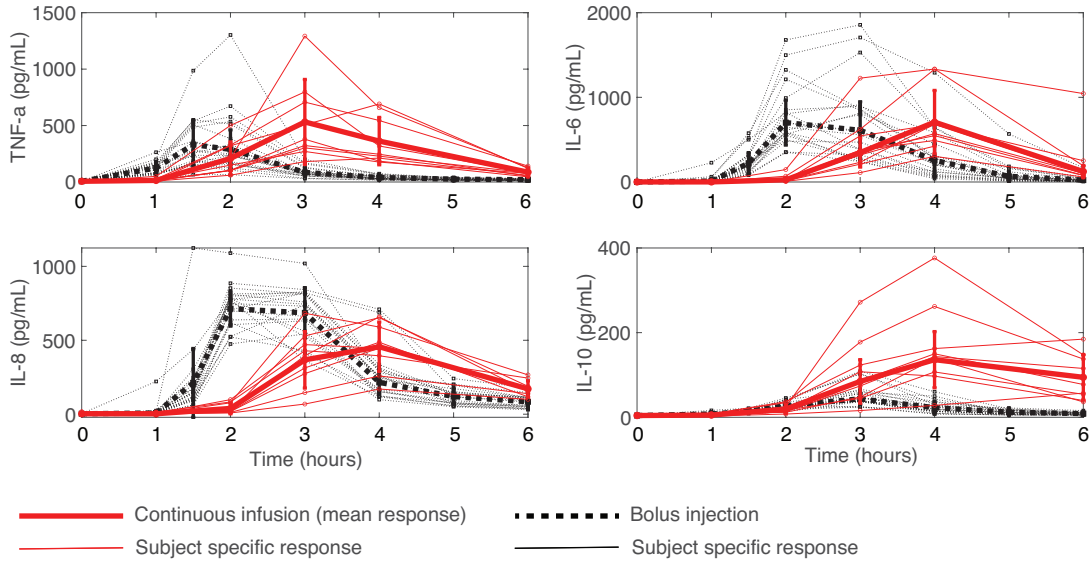 TNF-a (pg/mL)
1500
1000
500
0
0 1 2 3 4 5 6
IL-6 (pg/mL)
2000
1000
0
0 1 2 3 4 5 6
IL-8 (pg/mL)
1000
500
0
0 1 2 3 4 5 6
Time (hours)
IL-10 (pg/mL)
400
200
0
0 1 2 3 4 5 6
Time (hours)
Continuous infusion (mean response)
Bolus injection
Subject specific response
Subject specific response